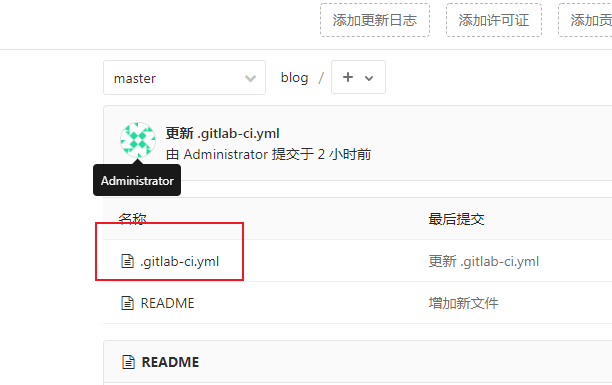 添加更新日志 添加许可证 添加贡
master blog / +
更新 .gitlab-ci.yml
由 Administrator 提交于 2 小时前
Administrator
名称 最后提交
.gitlab-ci.yml 更新 .gitlab-ci.yml
README 增加新文件
README